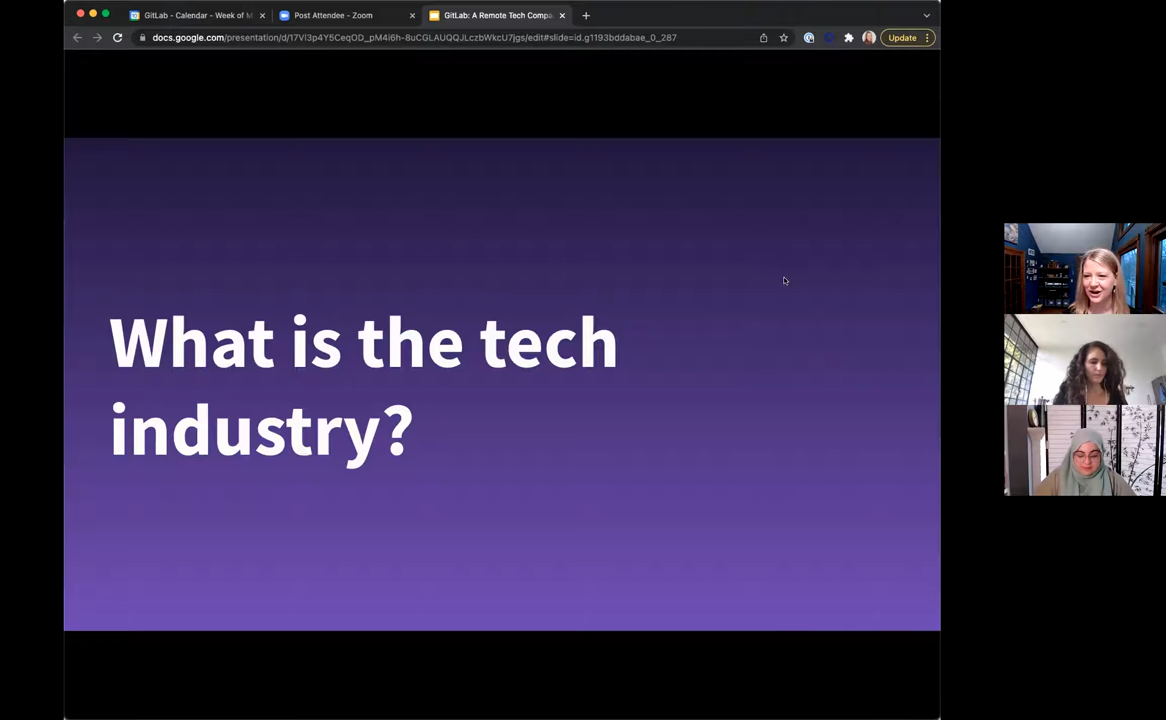 GitLab - Calendar - Week of M
Post Attendee - Zoom
GitLab: A Remote Tech Compa
docs.google.com/presentation/d/17Vl3p4Y5CeqOD_pM4i6h-8uCGLAUQQJLczbWkcU7jgs/edit#slide=id.g1193bddabae_0_287
Update
What is the tech
industry?